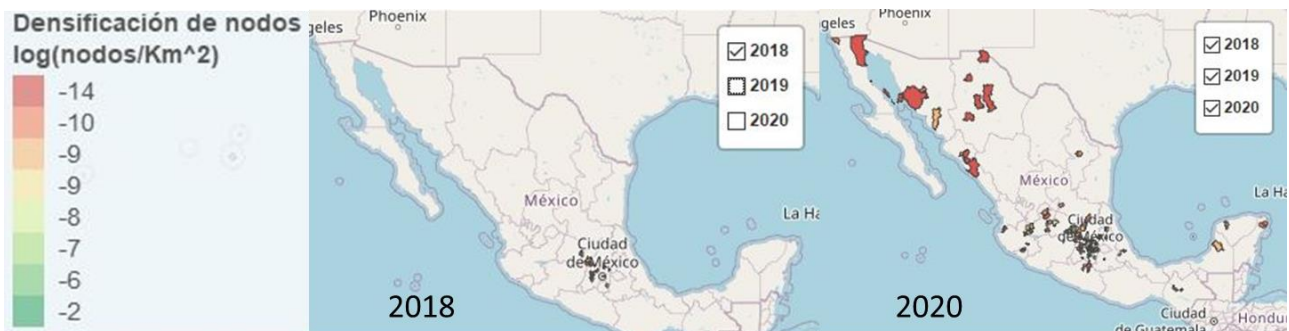 Densificación de nodos
log(nodos/Km^2)
-14
-10
-9
-9
-8
-7
-6
-2
Phoenix
geles
2018
2019
2020
México
La Ha
Ciudad
de México
2018
Phoenix
geles
2018
2019
2020
México
La Ha
Ciudad
de México
2020
Ciudad
de Guatemala
Hondur